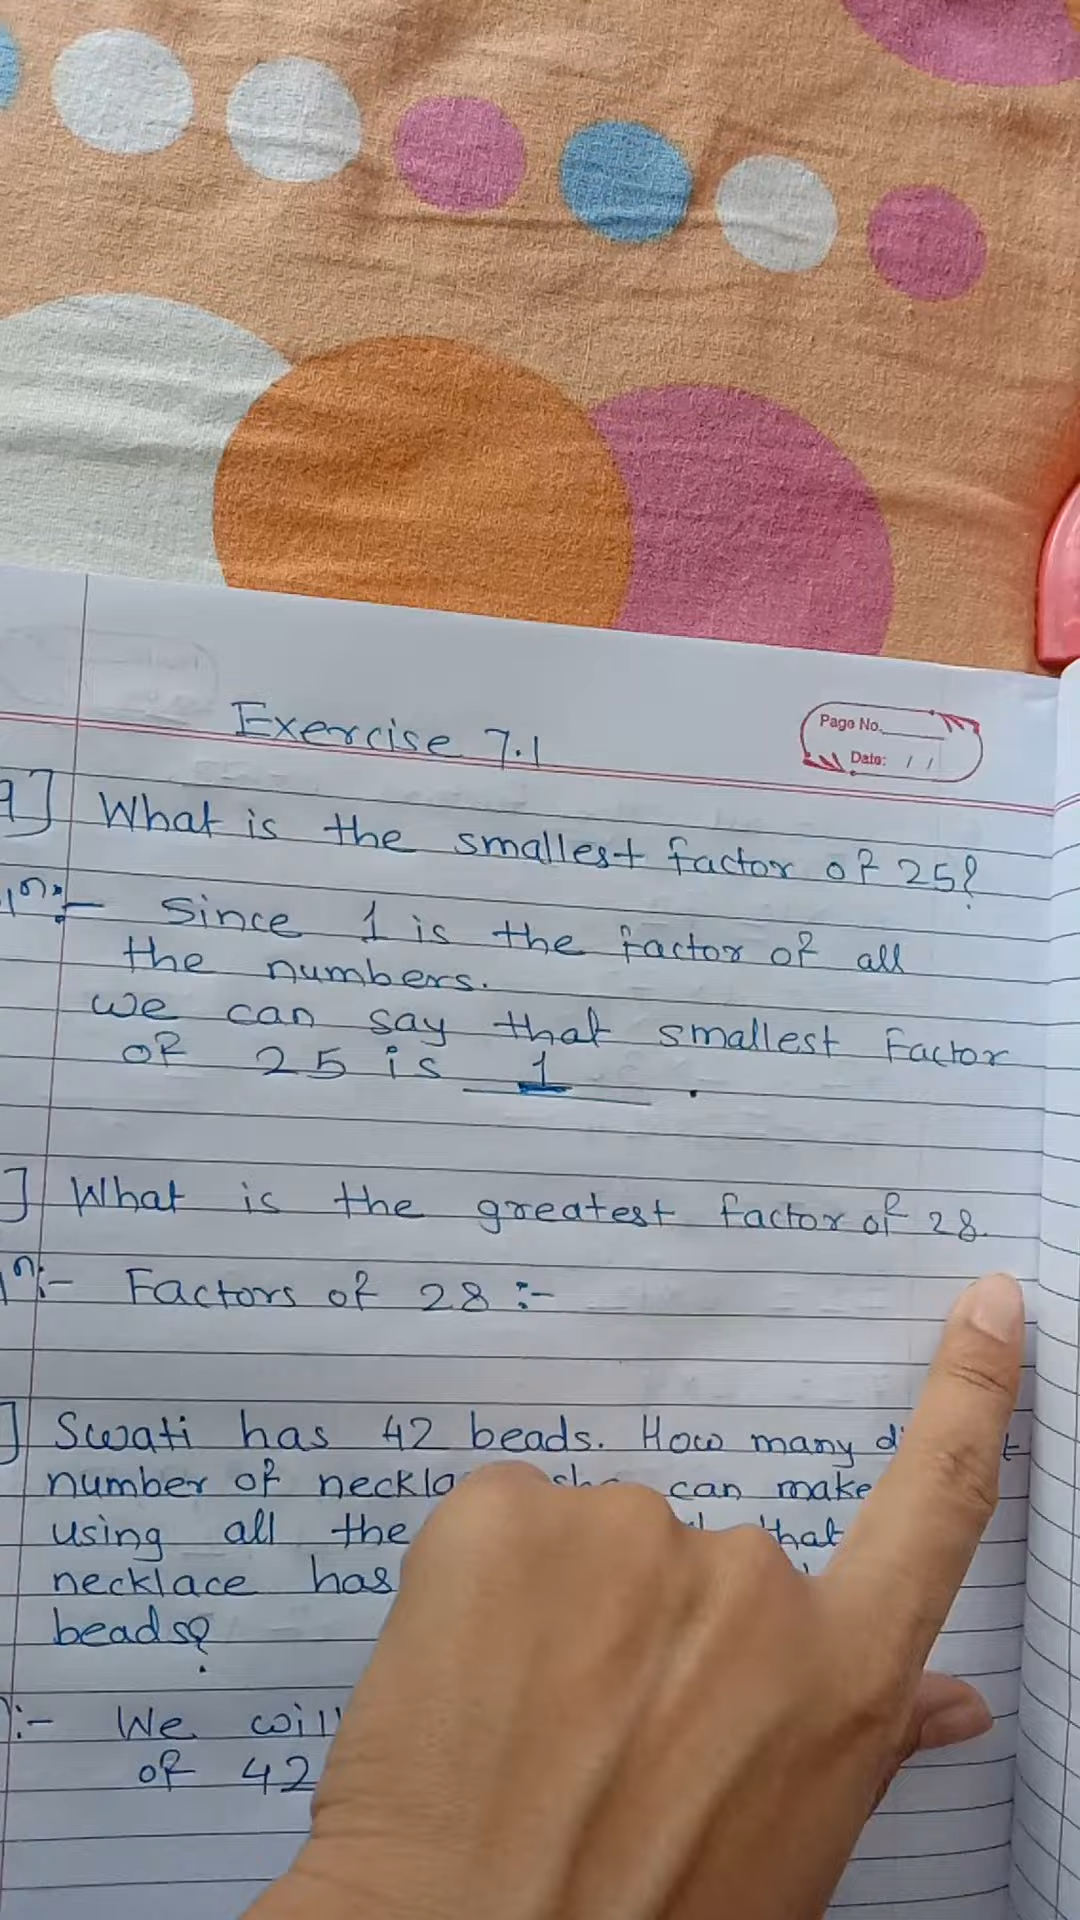 Exercise 7.1
Page No.
Date: / /
9] What is the smallest factor of 25?
1ⁿ:- Since 1 is the factor of all
the numbers.
we can say that smallest Factor
of 25 is 1 .
] What is the greatest factor of 28
1ⁿ:- Factors of 28 :-
] Swati has 42 beads. How many
number of can make
using all the that
necklace has
beads?
:- We will
of 42